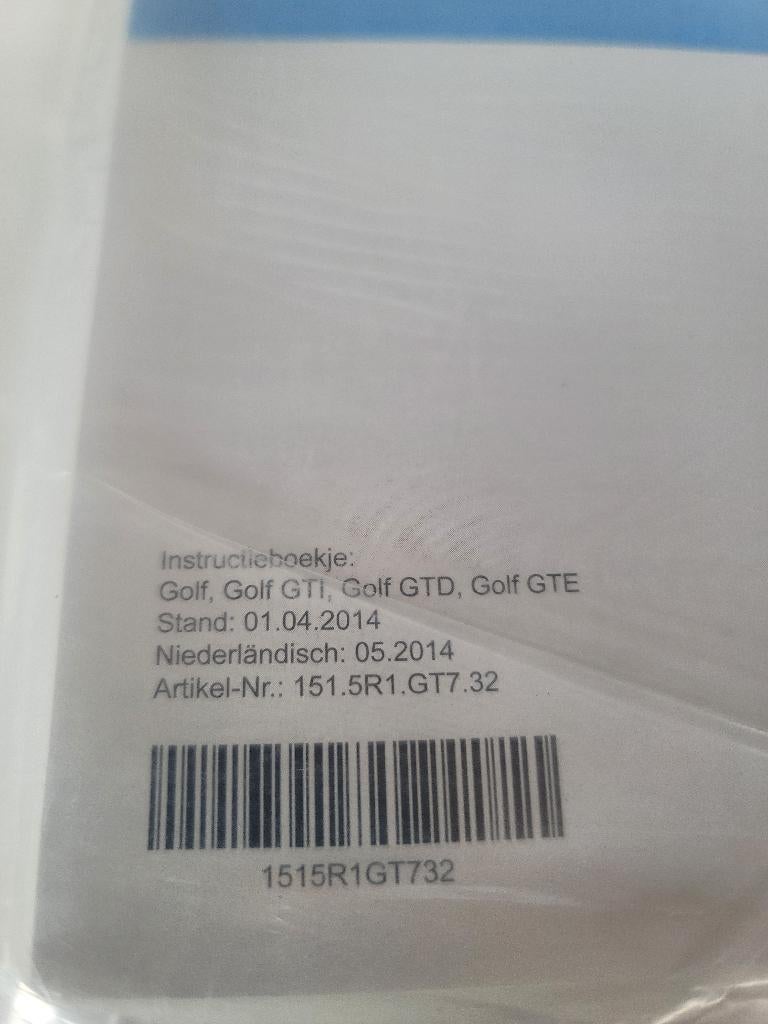 Instructieboekje:
Golf, Golf GTI, Golf GTD, Golf GTE
Stand: 01.04.2014
Niederländisch: 05.2014
Artikel-Nr.: 151.5R1.GT7.32
1515R1GT732